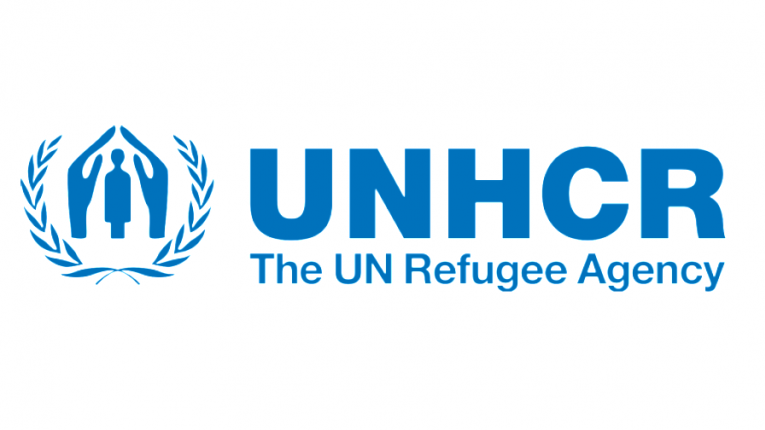 UNHCR
The UN Refugee Agency